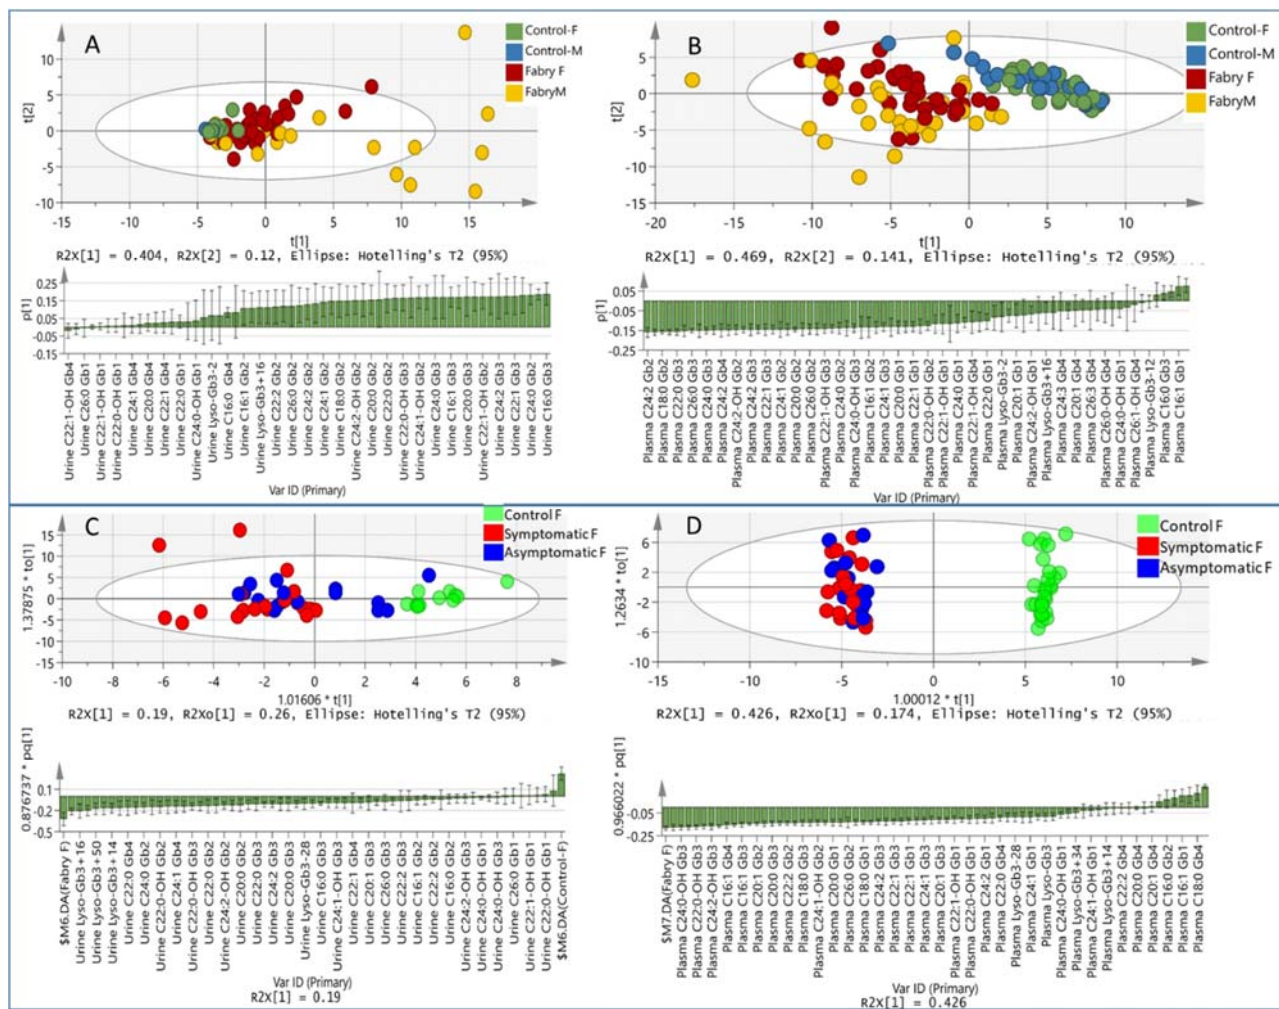 A
Control-F
Control-M
Fabry F
FabryM
t[2]
10
5
0
-5
-10
-15 -10 -5 0 5 10 15
t[1]
R2X[1] = 0.404, R2X[2] = 0.12, Ellipse: Hotelling's T2 (95%)
p[1]
0.25
0.15
0.05
-0.05
-0.15
Urine C22:1-OH Gb4
Urine C26:0 Gb1
Urine C22:1-OH Gb1
Urine C22:0-OH Gb1
Urine C24:1 Gb4
Urine C20:0 Gb4
Urine C22:1 Gb4
Urine C22:0 Gb1
Urine C24:0-OH Gb1
Urine Lyso-Gb3-2
Urine C16:0 Gb4
Urine C16:1 Gb2
Urine Lyso-Gb3+16
Urine C22:2 Gb2
Urine C26:0 Gb2
Urine C24:1 Gb2
Urine C18:0 Gb2
Urine C24:2-OH Gb2
Urine C20:0 Gb2
Urine C22:0 Gb2
Urine C22:0-OH Gb3
Urine C24:1-OH Gb2
Urine C24:0 Gb3
Urine C16:1 Gb3
Urine C20:0 Gb3
Urine C22:1-OH Gb2
Urine C24:2 Gb3
Urine C22:1 Gb3
Urine C24:0 Gb3
Urine C16:0 Gb3
Var ID (Primary)
B
Control-F
Control-M
Fabry F
FabryM
t[2]
5
0
-5
-10
-15
-20 -15 -10 -5 0 5 10
t[1]
R2X[1] = 0.469, R2X[2] = 0.141, Ellipse: Hotelling's T2 (95%)
p[1]
0.05
-0.05
-0.15
-0.25
Plasma C24:2 Gb2
Plasma C18:0 Gb2
Plasma C22:0 Gb3
Plasma C26:0 Gb3
Plasma C24:0 Gb3
Plasma C24:2-OH Gb2
Plasma C22:1 Gb3
Plasma C24:1 Gb3
Plasma C20:0 Gb2
Plasma C26:0 Gb2
Plasma C22:1-OH Gb3
Plasma C24:0 Gb2
Plasma C24:0-OH Gb3
Plasma C16:1 Gb2
Plasma C24:1 Gb4
Plasma C20:0 Gb1
Plasma C22:1 Gb1
Plasma C22:0-OH Gb2
Plasma C22:1-OH Gb1
Plasma C24:0 Gb1
Plasma C22:1-OH Gb4
Plasma C22:0 Gb1
Plasma Lyso-Gb3-2
Plasma C20:1 Gb1
Plasma C24:2-OH Gb1
Plasma Lyso-Gb3+16
Plasma C24:3 Gb4
Plasma C20:1 Gb4
Plasma C26:3 Gb4
Plasma C26:0-OH Gb4
Plasma C24:0-OH Gb1
Plasma C26:1-OH Gb4
Plasma Lyso-Gb3-12
Plasma C16:0 Gb3
Plasma C16:1 Gb1
Var ID (Primary)
C
Control F
Symptomatic F
Asymptomatic F
1.37875 * to[1]
15
10
5
0
-5
-10
-15
-10 -8 -6 -4 -2 0 2 4 6 8
1.01606 * t[1]
R2X[1] = 0.19, R2Xo[1] = 0.26, Ellipse: Hotelling's T2 (95%)
0.876737 * pq[1]
0.1
-0.2
-0.5
$M6.DA(Fabry F)
Urine Lyso-Gb3+16
Urine Lyso-Gb3+50
Urine Lyso-Gb3+14
Urine C22:0 Gb4
Urine C24:0 Gb2
Urine C22:0-OH Gb2
Urine C24:1 Gb4
Urine C22:0-OH Gb3
Urine C22:0 Gb2
Urine C24:2-OH Gb2
Urine C20:0 Gb2
Urine C22:0 Gb3
Urine C24:2 Gb2
Urine C20:0 Gb3
Urine Lyso-Gb3-28
Urine C16:0 Gb3
Urine C24:1-OH Gb3
Urine C24:1 Gb1
Urine C20:1 Gb3
Urine C26:0 Gb3
Urine C22:2 Gb3
Urine C20:0 Gb1
Urine C22:2 Gb2
Urine C16:0 Gb2
Urine C24:2-OH Gb3
Urine C24:0 Gb1
Urine C24:0-OH Gb3
Urine C26:0 Gb1
Urine C22:1-OH Gb1
Urine C22:0-OH Gb1
$M6.DA(Control-F)
Var ID (Primary)
R2X[1] = 0.19
D
Control F
Symptomatic F
Asymptomatic F
1.2634 * to[1]
6
2
-2
-6
-10
-15 -10 -5 0 5 10
1.00012 * t[1]
R2X[1] = 0.426, R2Xo[1] = 0.174, Ellipse: Hotelling's T2 (95%)
0.966022 * pq[1]
-0.05
-0.25
$M7.DA(Fabry F)
Plasma C24:0-OH Gb3
Plasma C22:0 Gb3
Plasma C24:2-OH Gb3
Plasma C16:1 Gb4
Plasma C16:1 Gb3
Plasma C20:1 Gb2
Plasma C20:0 Gb3
Plasma C22:2 Gb2
Plasma C20:1 Gb3
Plasma C24:1-OH Gb2
Plasma C16:0 Gb4
Plasma C26:0 Gb2
Plasma C24:2 Gb3
Plasma C22:1 Gb2
Plasma C22:1 Gb3
Plasma C24:1 Gb3
Plasma C22:0 Gb1
Plasma C22:1-OH Gb1
Plasma C22:1-OH Gb2
Plasma C24:2 Gb1
Plasma C22:0 Gb4
Plasma Lyso-Gb3-28
Plasma C24:1 Gb1
Plasma Lyso-Gb3
Plasma C24:0-OH Gb1
Plasma Lyso-Gb3+34
Plasma C24:1-OH Gb1
Plasma Lyso-Gb3+14
Plasma C22:2 Gb4
Plasma C20:0 Gb4
Plasma C20:1 Gb4
Plasma C16:0 Gb2
Plasma C16:1 Gb1
Plasma C18:0 Gb4
Var ID (Primary)
R2X[1] = 0.426